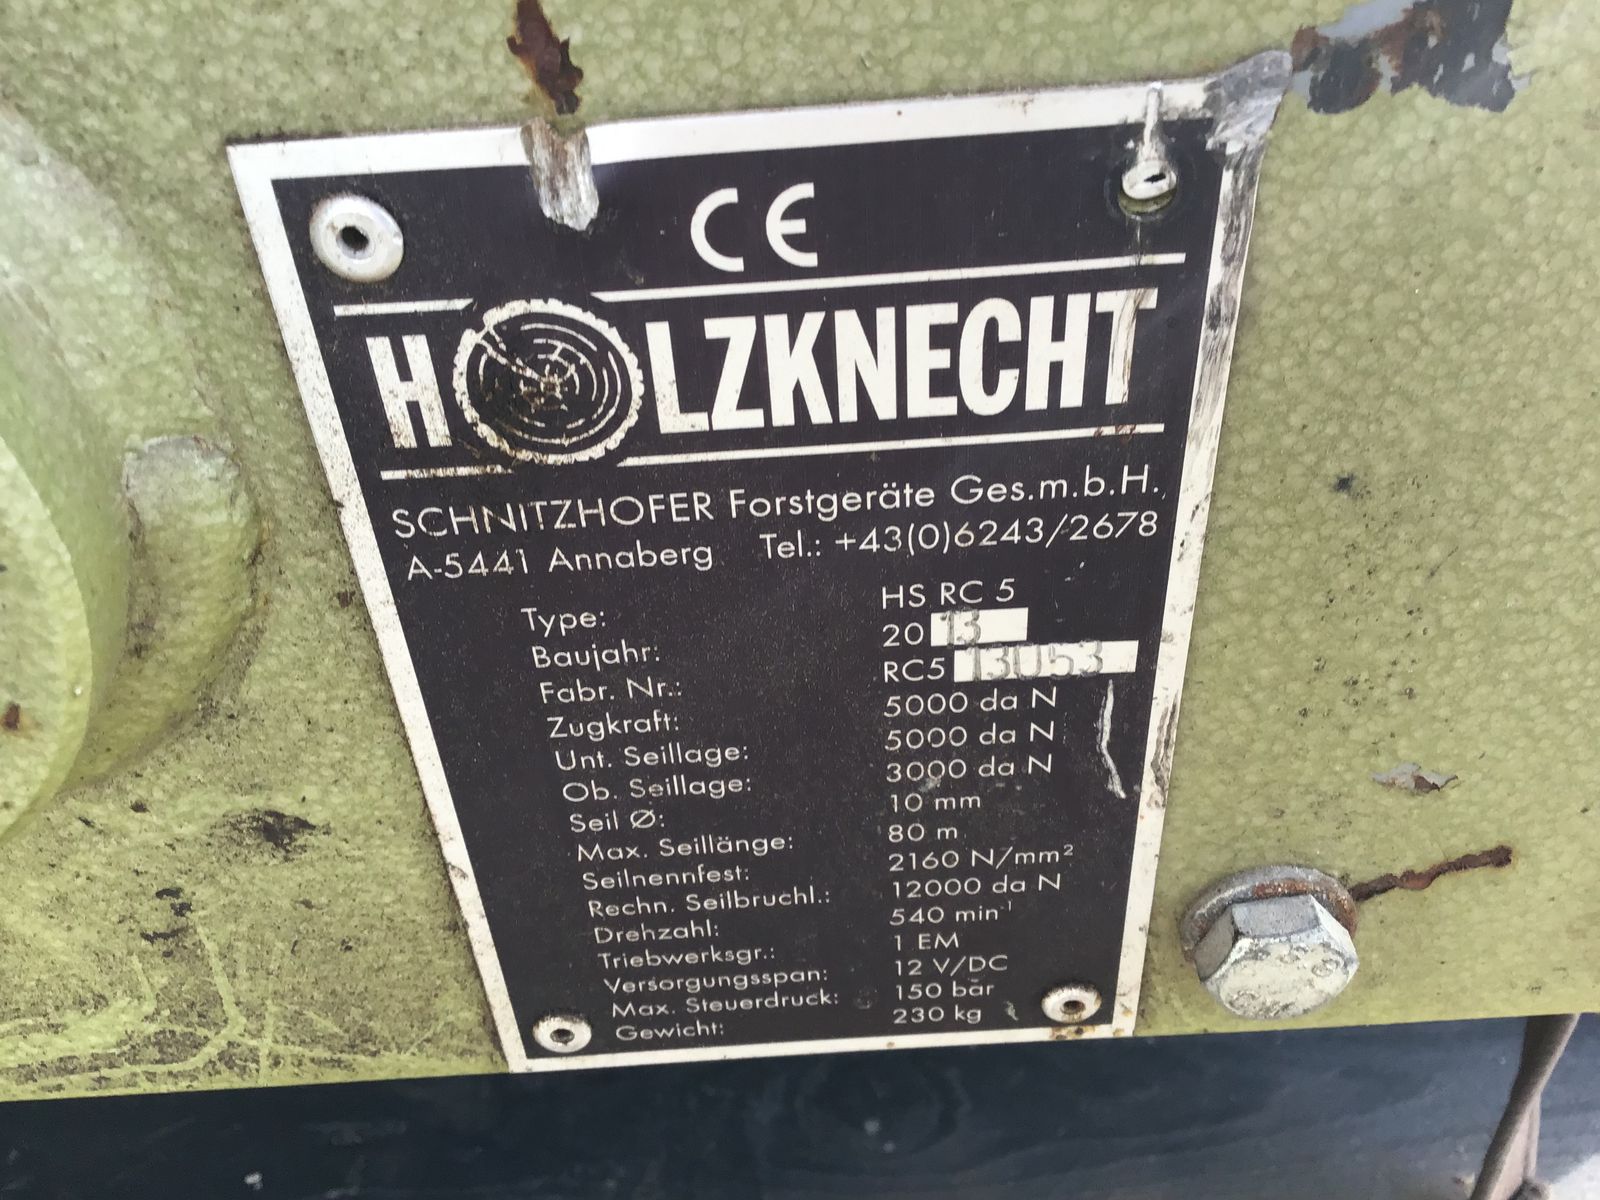 CE
HOLZKNECHT
SCHNITZHOFER Forstgeräte Ges.m.b.H.
A-5441 Annaberg Tel.: +43(0)6243/2678
Type: HS RC 5
Baujahr: 2013
Fabr. Nr.: RC5 13053
Zugkraft: 5000 da N
Unt. Seillage: 5000 da N
Ob. Seillage: 3000 da N
Seil Ø: 10 mm
Max. Seillänge: 80 m
Seilnennfest: 2160 N/mm²
Rechn. Seilbruchl.: 12000 da N
Drehzahl: 540 min⁻¹
Triebwerksgr.: 1 EM
Versorgungsspan: 12 V/DC
Max. Steuerdruck: 150 bär
Gewicht: 230 kg